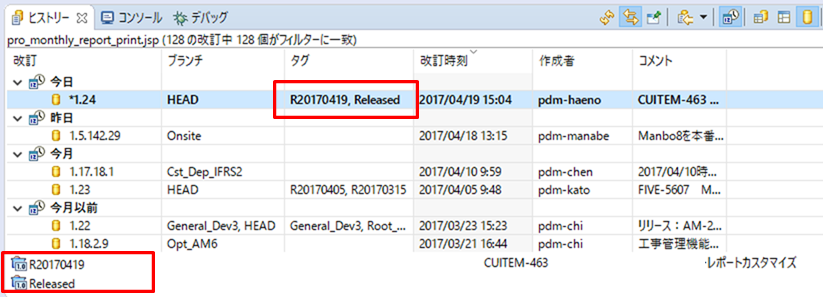 ヒストリー コンソール デバッグ
pro_monthly_report_print.jsp (128 の改訂中 128 個がフィルターに一致)
改訂 ブランチ タグ 改訂時刻 作成者 コメント
今日
*1.24 HEAD R20170419, Released 2017/04/19 15:04 pdm-haeno CUITEM-463 ...
昨日
1.5.142.29 Onsite 2017/04/18 13:15 pdm-manabe Manbo8を本番...
今月
1.17.18.1 Cst_Dep_IFRS2 2017/04/10 9:59 pdm-chen 2017/04/10時...
1.23 HEAD R20170405, R20170315 2017/04/05 9:48 pdm-kato FIVE-5607 M...
今月以前
1.22 General_Dev3, HEAD General_Dev3, Root_... 2017/03/23 15:23 pdm-chi リリース：AM-2...
1.18.2.9 Opt_AM6 2017/03/21 16:44 pdm-chi 工事管理機能...
R20170419 CUITEM-463 ･レポートカスタマイズ
Released